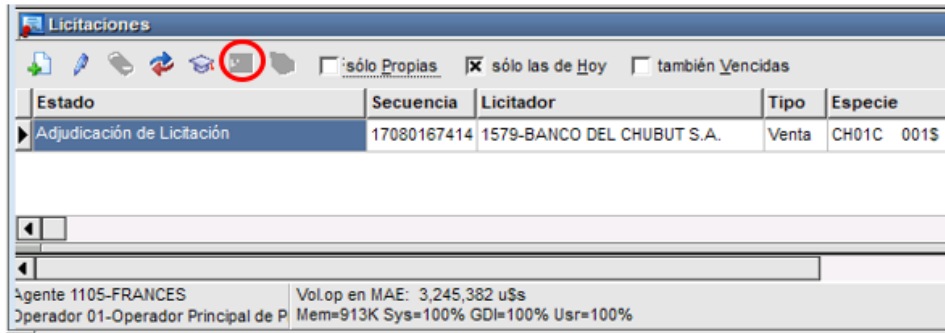 Licitaciones
sólo Propias sólo las de Hoy también Vencidas
Estado Secuencia Licitador Tipo Especie
Adjudicación de Licitación 17080167414 1579-BANCO DEL CHUBUT S.A. Venta CH01C 001$
Agente 1105-FRANCES Vol.op en MAE: 3,245,382 u$s
Operador 01-Operador Principal de P Mem=913K Sys=100% GDI=100% Usr=100%